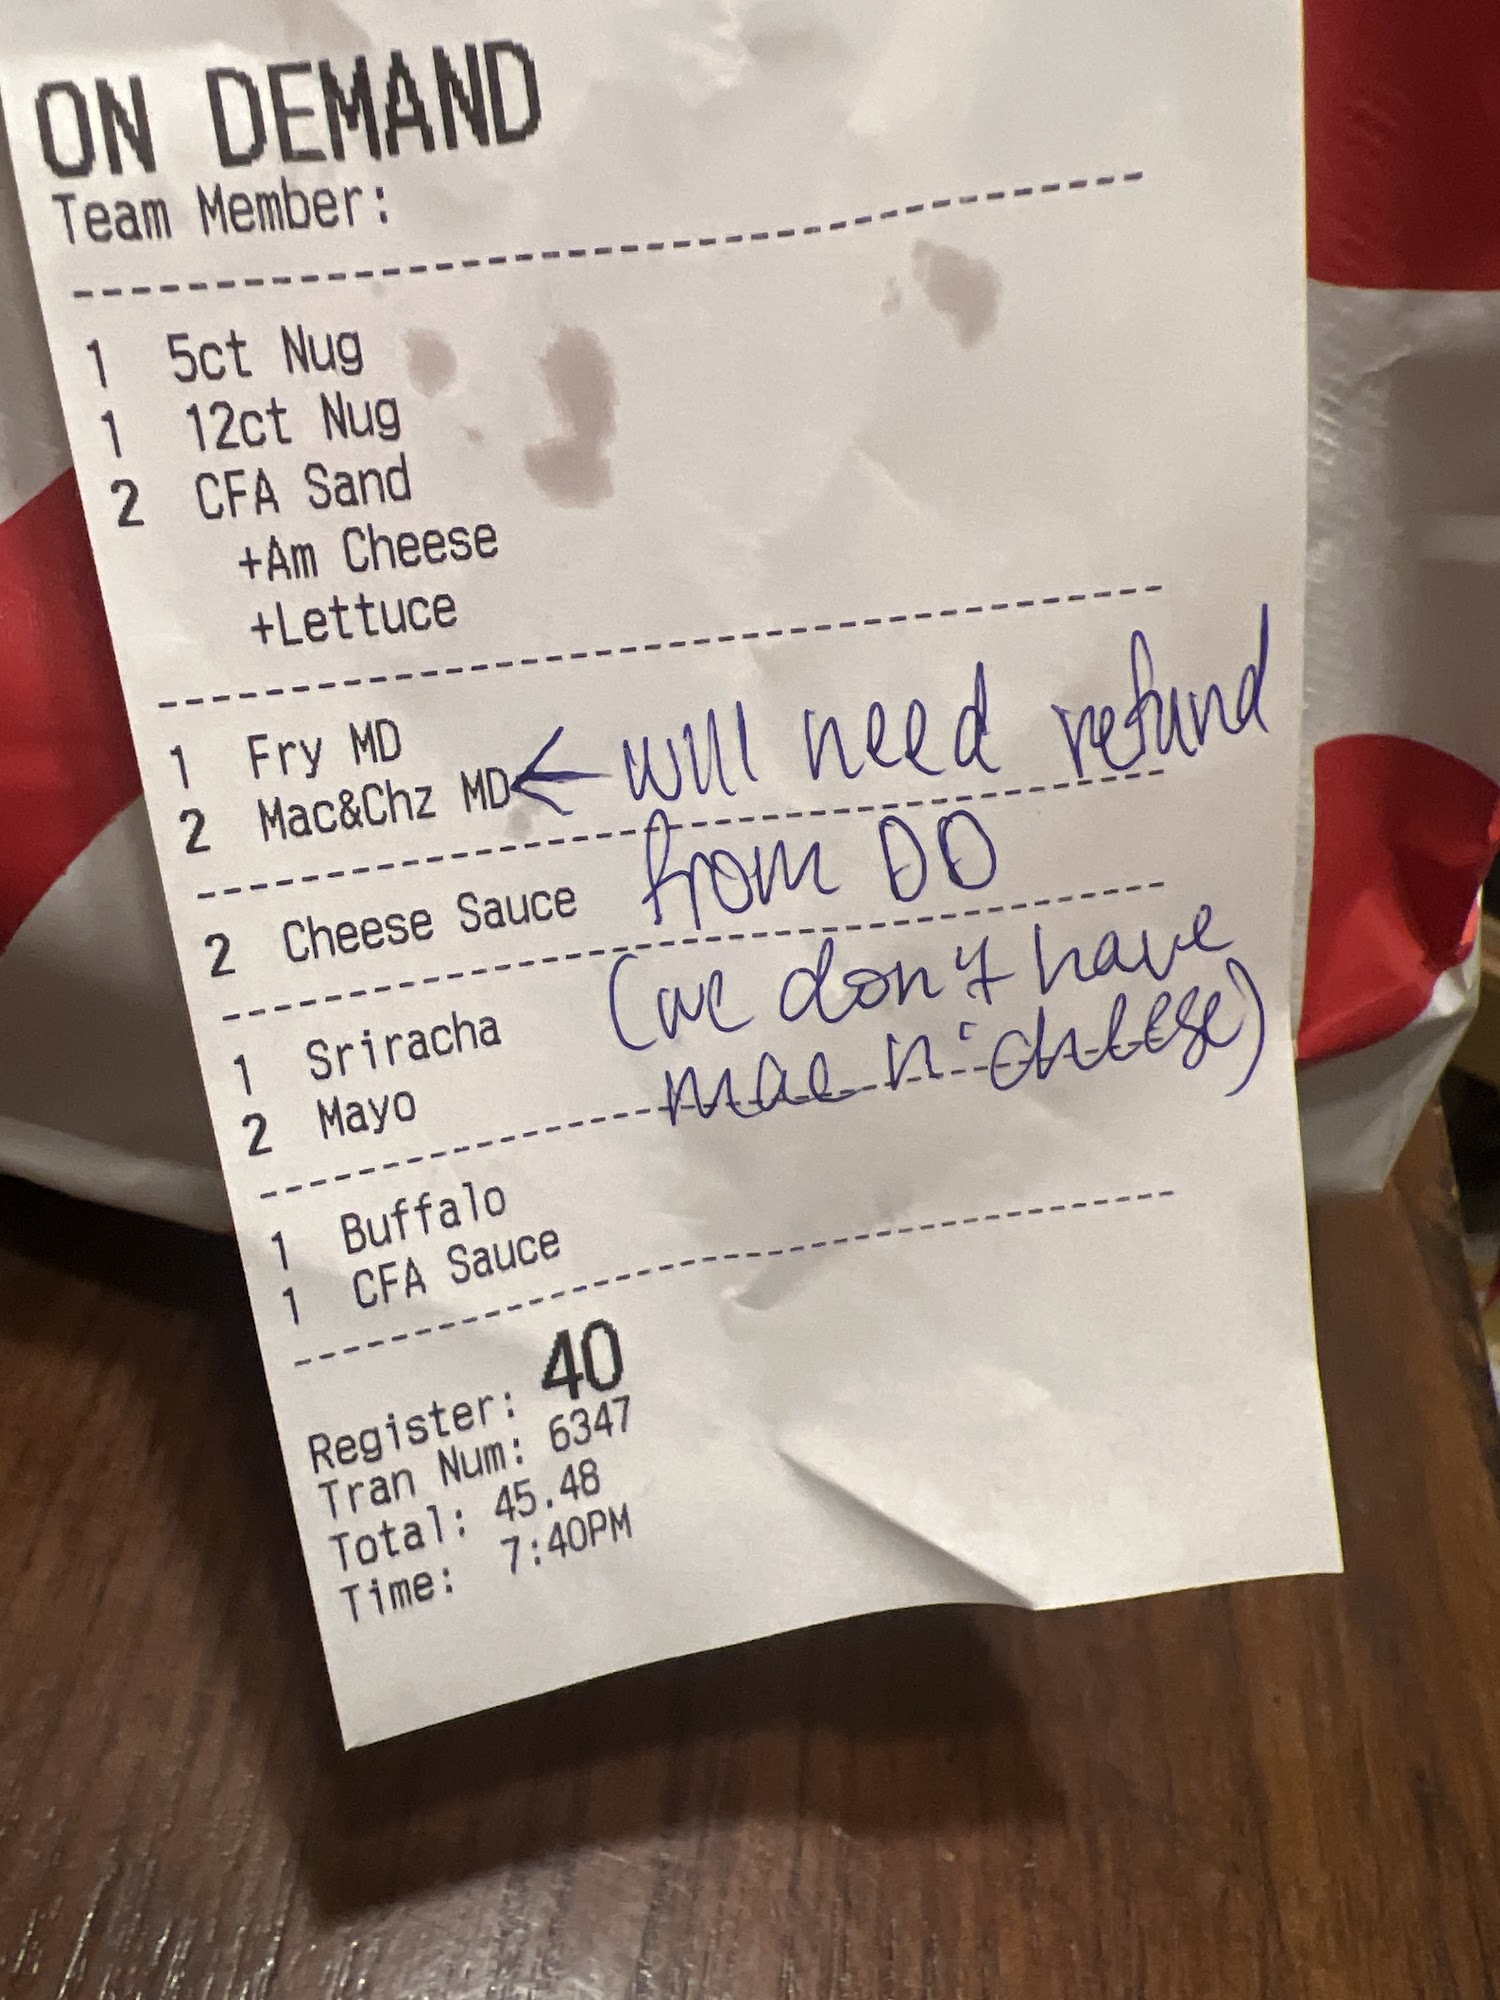 ON DEMAND
Team Member:
1 5ct Nug
1 12ct Nug
2 CFA Sand
+Am Cheese
+Lettuce
1 Fry MD
2 Mac&Chz MD ← will need refund
from DD
2 Cheese Sauce
(we don't have
mac n' cheese)
1 Sriracha
2 Mayo
1 Buffalo
1 CFA Sauce
Register: 40
Tran Num: 6347
Total: 45.48
Time: 7:40PM